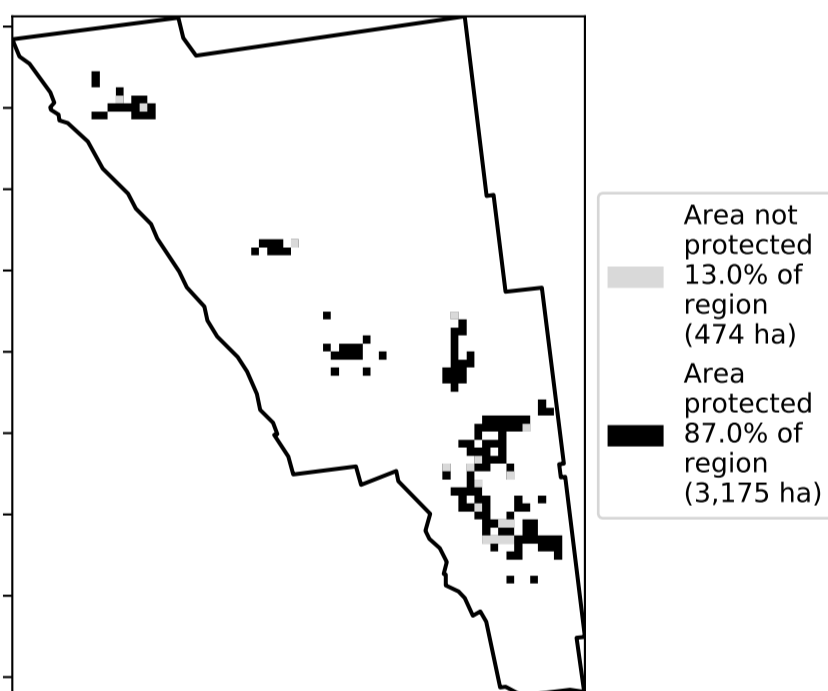 Area not
protected
13.0% of
region
(474 ha)
Area
protected
87.0% of
region
(3,175 ha)